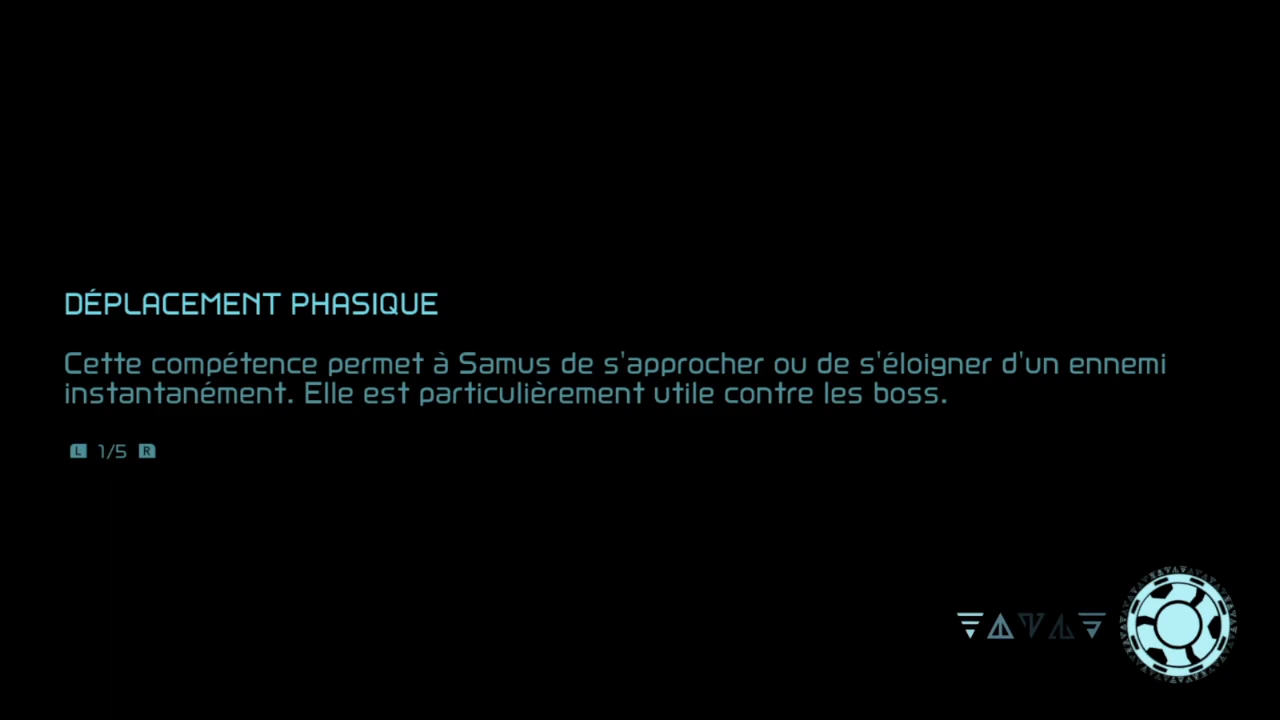 DÉPLACEMENT PHASIQUE
Cette compétence permet à Samus de s'approcher ou de s'éloigner d'un ennemi
instantanément. Elle est particulièrement utile contre les boss.
L 1/5 R